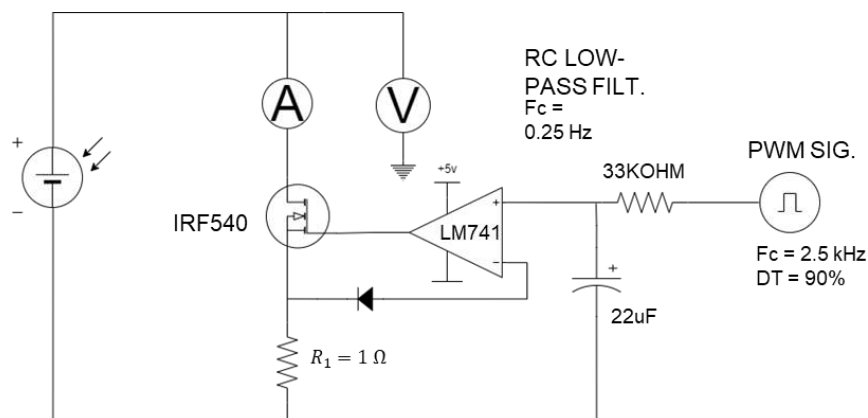 RC LOW-
PASS FILT.
Fc =
0.25 Hz
A
V
+
−
+5v
33KOHM
PWM SIG.
IRF540
LM741
+
−
Fc = 2.5 kHz
DT = 90%
+
22uF
R₁ = 1 Ω